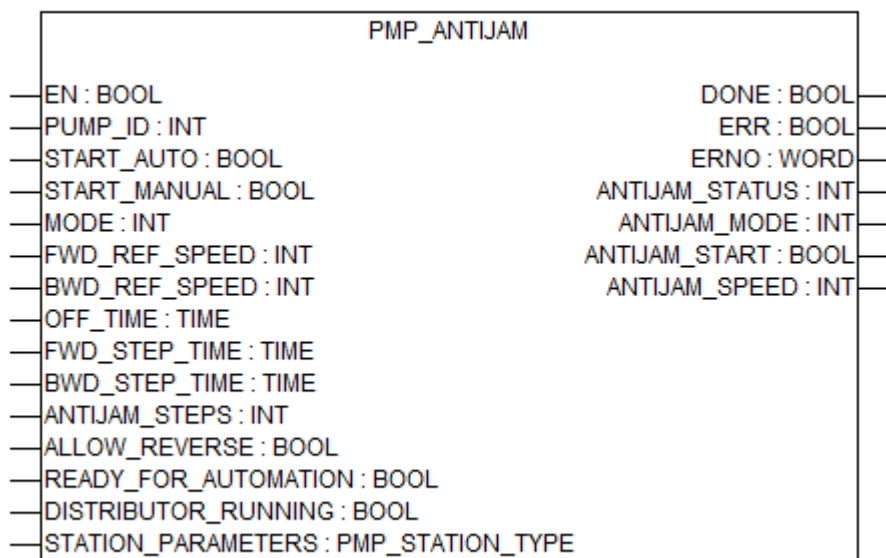 PMP_ANTIJAM
EN : BOOL
DONE : BOOL
PUMP_ID : INT
ERR : BOOL
START_AUTO : BOOL
ERNO : WORD
START_MANUAL : BOOL
ANTIJAM_STATUS : INT
MODE : INT
ANTIJAM_MODE : INT
FWD_REF_SPEED : INT
ANTIJAM_START : BOOL
BWD_REF_SPEED : INT
ANTIJAM_SPEED : INT
OFF_TIME : TIME
FWD_STEP_TIME : TIME
BWD_STEP_TIME : TIME
ANTIJAM_STEPS : INT
ALLOW_REVERSE : BOOL
READY_FOR_AUTOMATION : BOOL
DISTRIBUTOR_RUNNING : BOOL
STATION_PARAMETERS : PMP_STATION_TYPE